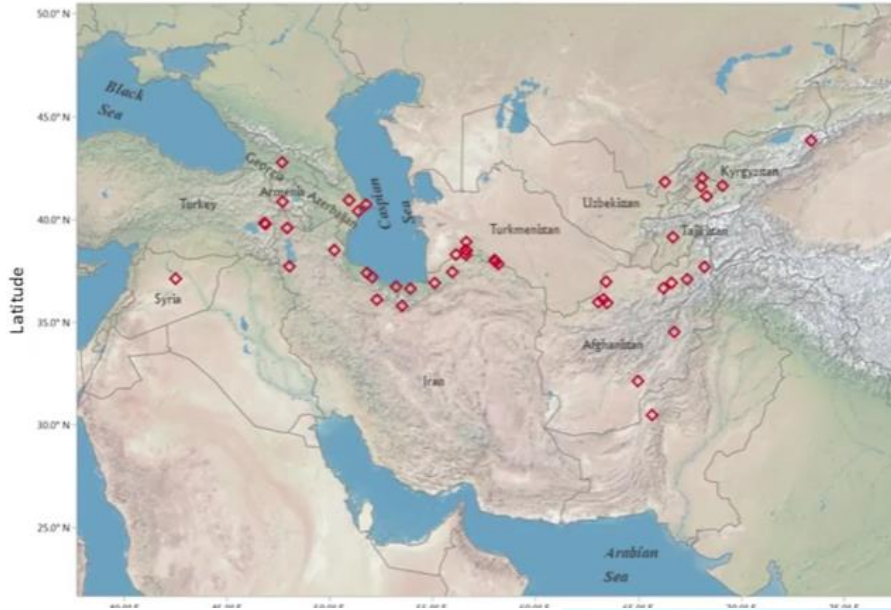 50.0° N
45.0° N
40.0° N
35.0° N
30.0° N
25.0° N
Latitude
Black
Sea
Georgia
Armenia
Azerbaijan
Turkey
Caspian
Sea
Turkmenistan
Uzbekistan
Kyrgyzstan
Tajikistan
Syria
Iran
Afghanistan
Arabian
Sea